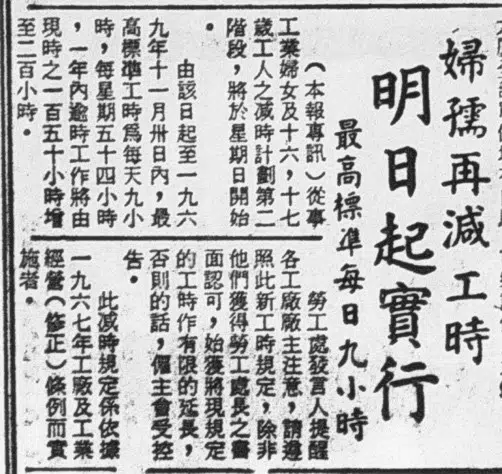 婦孺再減工時
明日起實行
最高標準每日九小時
（本報專訊）從事
工業婦女及十六，十七
歲工人之减時計劃第二
階段，將於星期日開始
。
由該日起至一九六
九年十一月卅日內，最
高標準工時爲每天九小
時，每星期五十四小時
，一年內逾時工作將由
現時之一百五十小時增
至二百小時。
勞工處發言人提醒
各工廠廠主注意，請遵
照此新工時規定，除非
他們獲得勞工處長之書
面認可，始獲將現規定
的工時作有限的延長，
否則的話，僱主會受控
告。
此减時規定係依據
一九六七年工廠及工業
經營（修正）條例而實
施者。